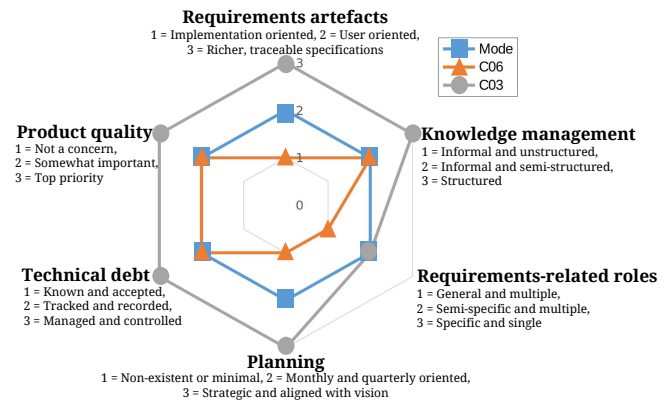 Requirements artefacts
1 = Implementation oriented, 2 = User oriented,
3 = Richer, traceable specifications
3
Mode
C06
C03
2
Product quality
1 = Not a concern,
2 = Somewhat important,
3 = Top priority
1
Knowledge management
1 = Informal and unstructured,
2 = Informal and semi-structured,
3 = Structured
0
Technical debt
1 = Known and accepted,
2 = Tracked and recorded,
3 = Managed and controlled
Requirements-related roles
1 = General and multiple,
2 = Semi-specific and multiple,
3 = Specific and single
Planning
1 = Non-existent or minimal, 2 = Monthly and quarterly oriented,
3 = Strategic and aligned with vision